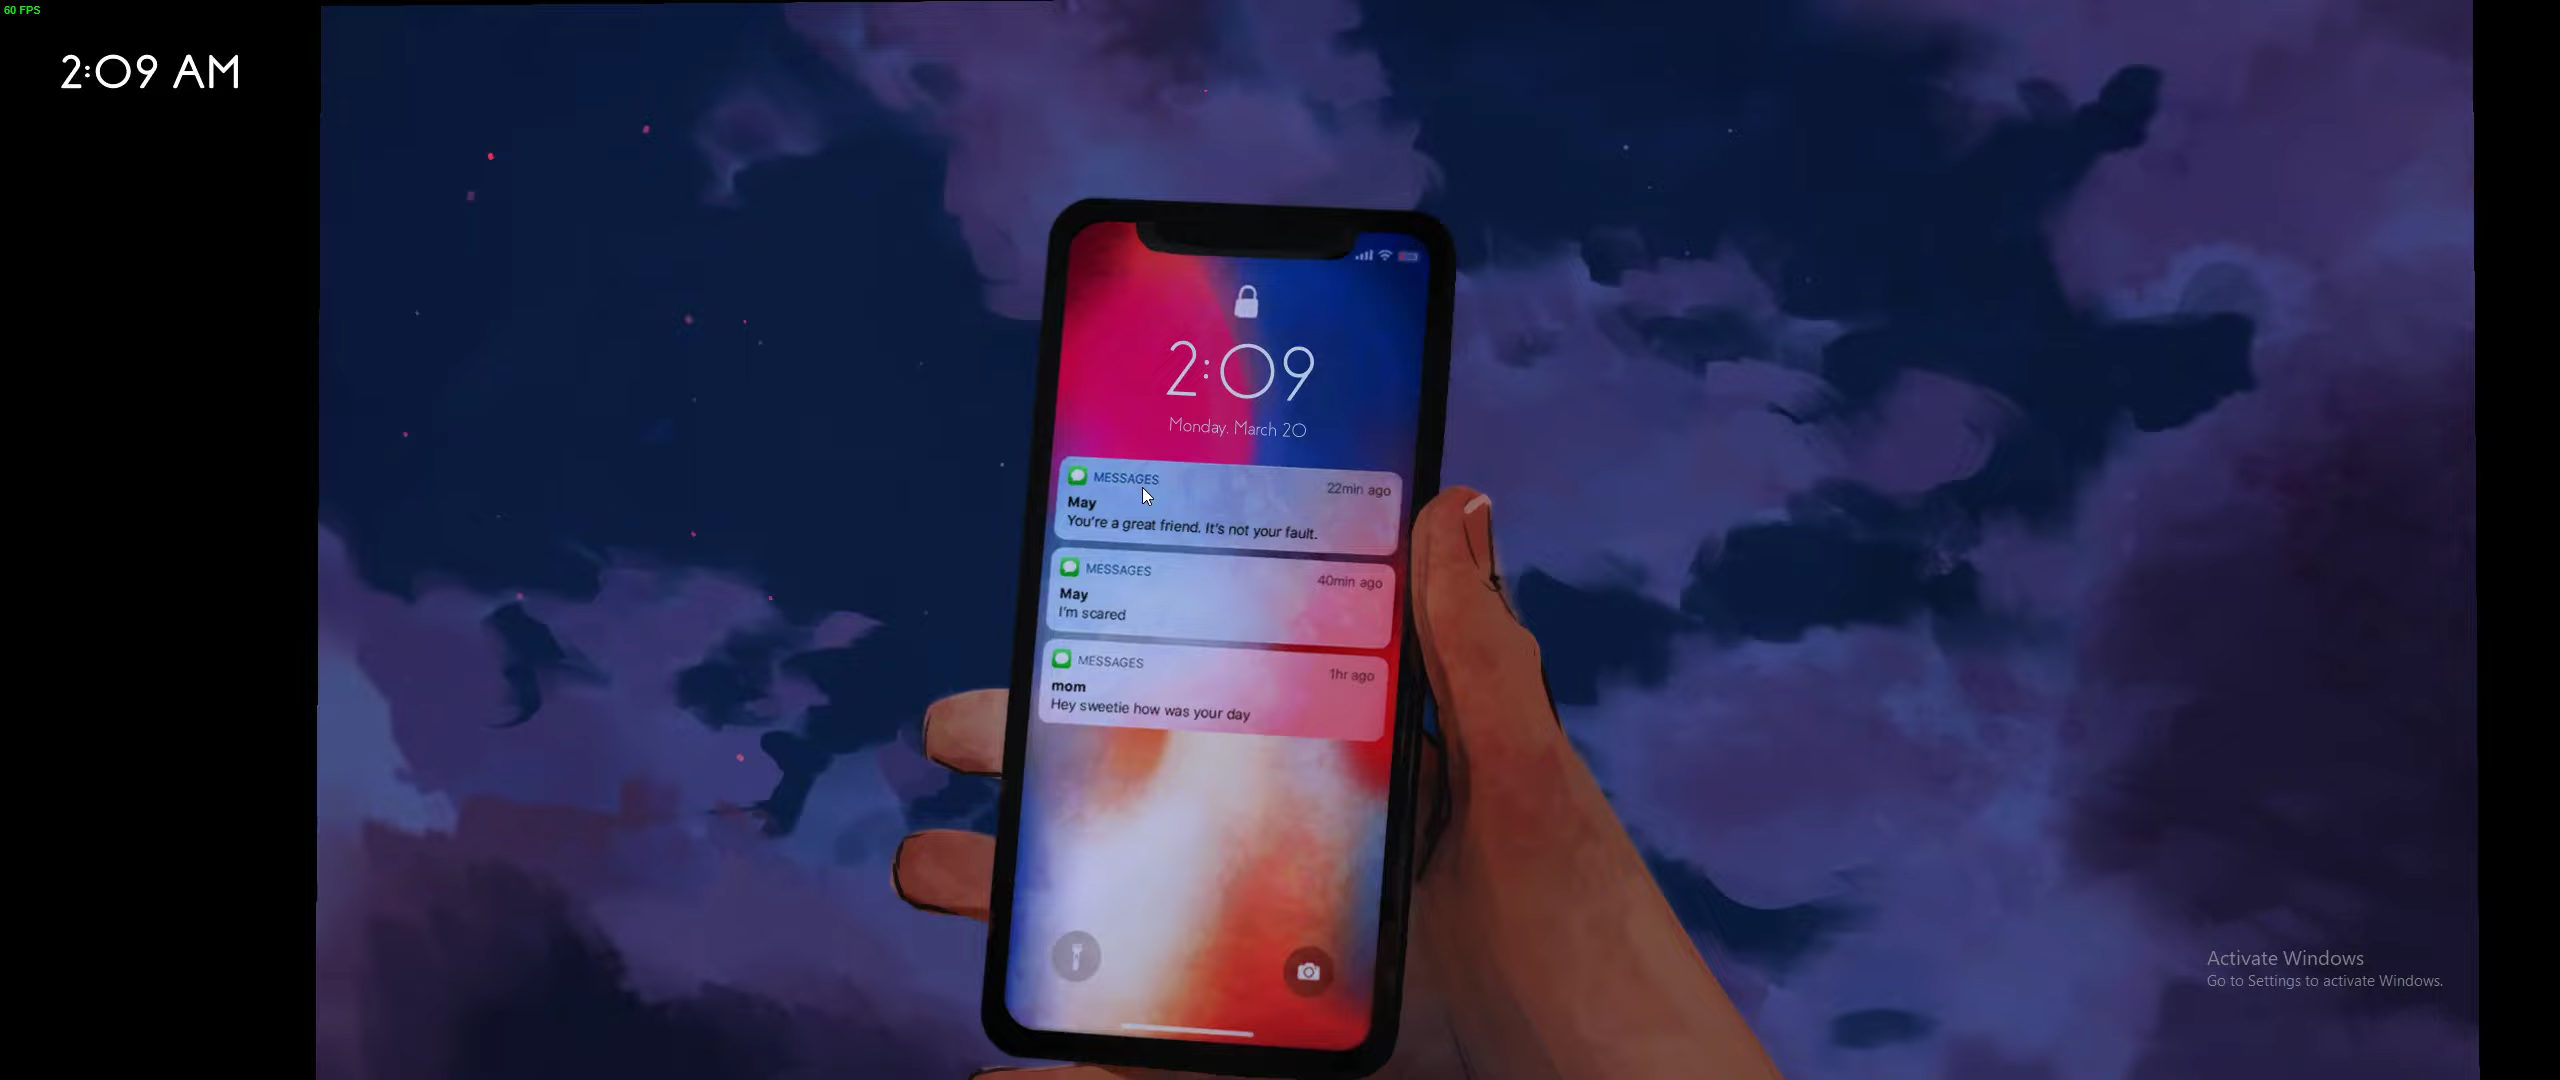 60 FPS
2:09 AM
2:09
Monday, March 20
MESSAGES
22min ago
May
You're a great friend. It's not your fault.
MESSAGES
40min ago
May
I'm scared
MESSAGES
1hr ago
mom
Hey sweetie how was your day
Activate Windows
Go to Settings to activate Windows.